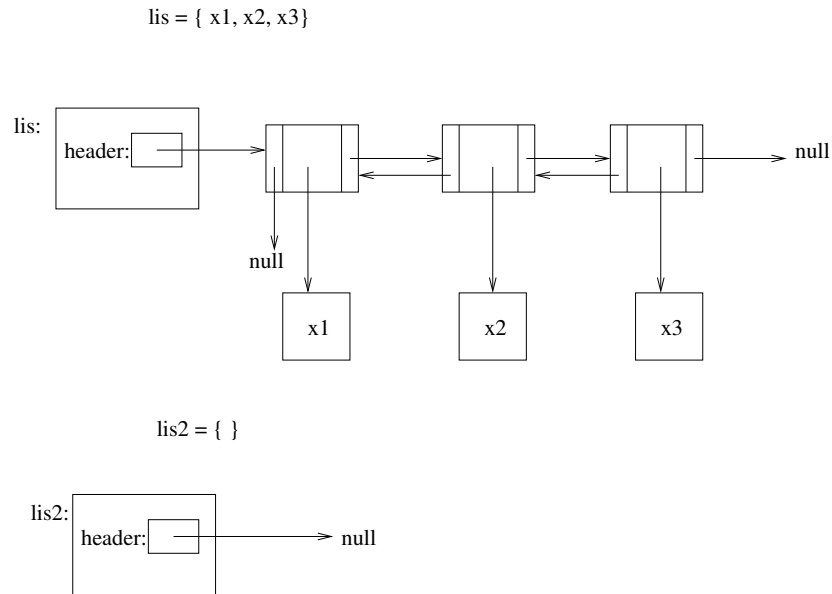 lis = { x1, x2, x3}
lis:
header:
null
null
x1
x2
x3
lis2 = { }
lis2:
header:
null